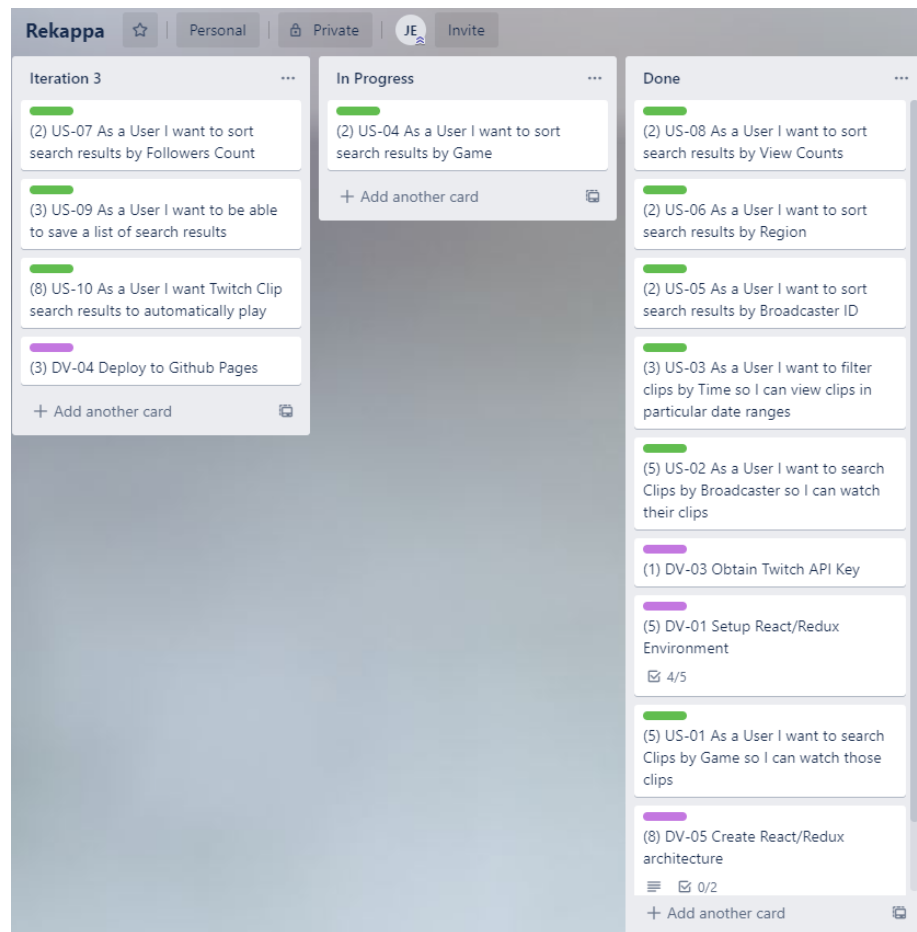 Rekappa
Personal
Private
JE
Invite
Iteration 3
(2) US-07 As a User I want to sort
search results by Followers Count
(3) US-09 As a User I want to be able
to save a list of search results
(8) US-10 As a User I want Twitch Clip
search results to automatically play
(3) DV-04 Deploy to Github Pages
+ Add another card
In Progress
(2) US-04 As a User I want to sort
search results by Game
+ Add another card
Done
(2) US-08 As a User I want to sort
search results by View Counts
(2) US-06 As a User I want to sort
search results by Region
(2) US-05 As a User I want to sort
search results by Broadcaster ID
(3) US-03 As a User I want to filter
clips by Time so I can view clips in
particular date ranges
(5) US-02 As a User I want to search
Clips by Broadcaster so I can watch
their clips
(1) DV-03 Obtain Twitch API Key
(5) DV-01 Setup React/Redux
Environment
4/5
(5) US-01 As a User I want to search
Clips by Game so I can watch those
clips
(8) DV-05 Create React/Redux
architecture
0/2
+ Add another card